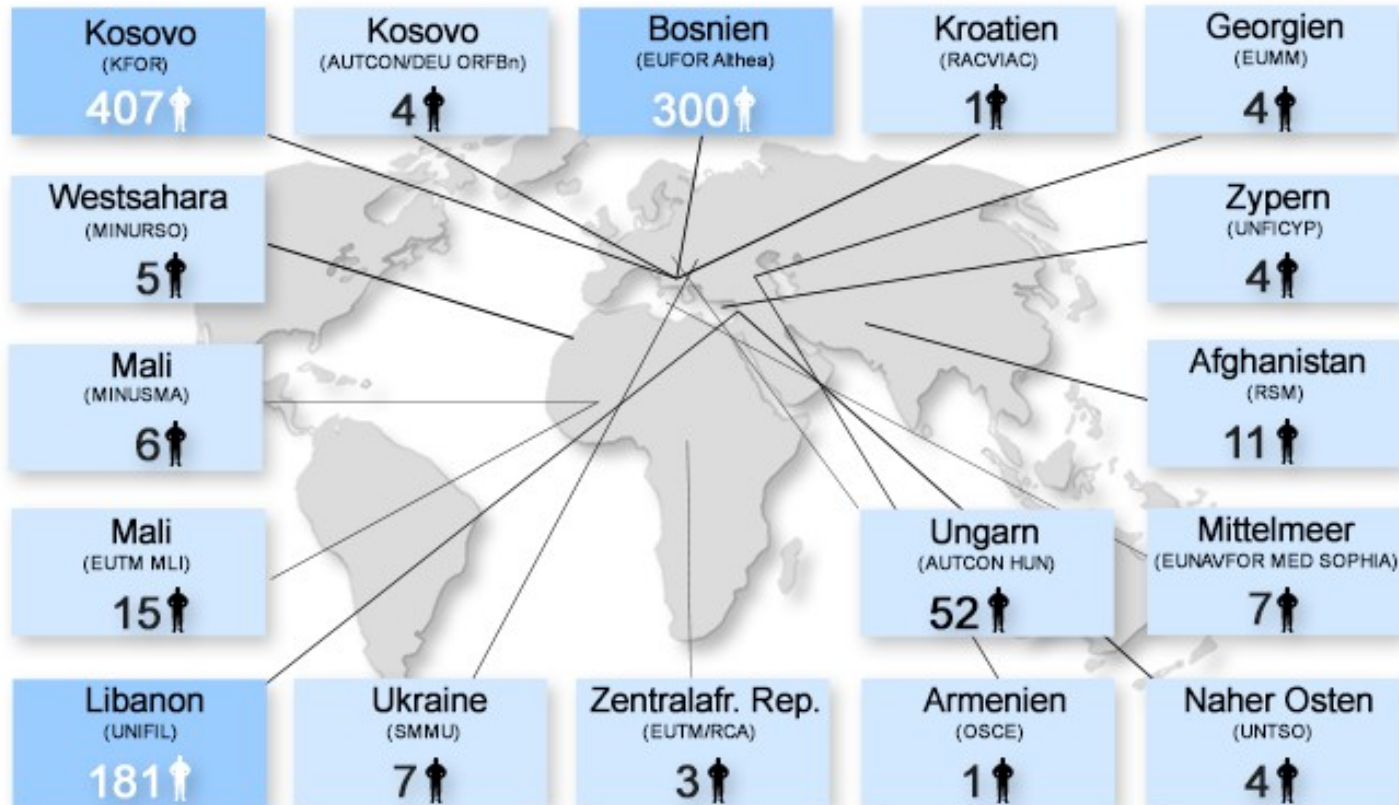 Kosovo
(KFOR)
407
Kosovo
(AUTCON/DEU ORFBn)
4
Bosnien
(EUFOR Althea)
300
Kroatien
(RACVIAC)
1
Georgien
(EUMM)
4
Westsahara
(MINURSO)
5
Zypern
(UNFICYP)
4
Mali
(MINUSMA)
6
Afghanistan
(RSM)
11
Mali
(EUTM MLI)
15
Ungarn
(AUTCON HUN)
52
Mittelmeer
(EUNAVFOR MED SOPHIA)
7
Libanon
(UNIFIL)
181
Ukraine
(SMMU)
7
Zentralafr. Rep.
(EUTM/RCA)
3
Armenien
(OSCE)
1
Naher Osten
(UNTSO)
4